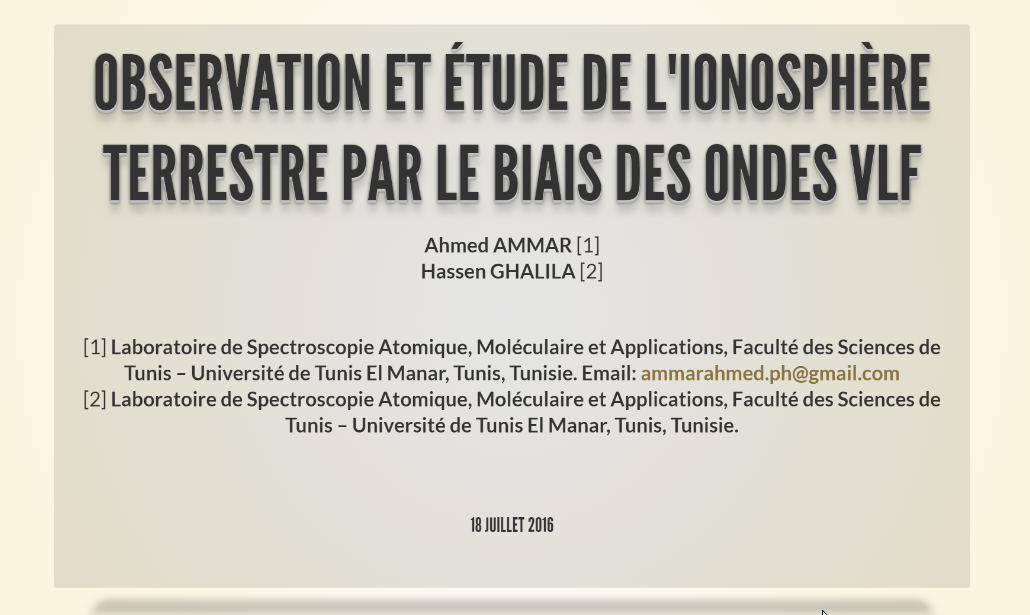 OBSERVATION ET ÉTUDE DE L'IONOSPHÈRE
TERRESTRE PAR LE BIAIS DES ONDES VLF
Ahmed AMMAR [1]
Hassen GHALILA [2]
[1] Laboratoire de Spectroscopie Atomique, Moléculaire et Applications, Faculté des Sciences de
Tunis – Université de Tunis El Manar, Tunis, Tunisie. Email: ammarahmed.ph@gmail.com
[2] Laboratoire de Spectroscopie Atomique, Moléculaire et Applications, Faculté des Sciences de
Tunis – Université de Tunis El Manar, Tunis, Tunisie.
18 JUILLET 2016